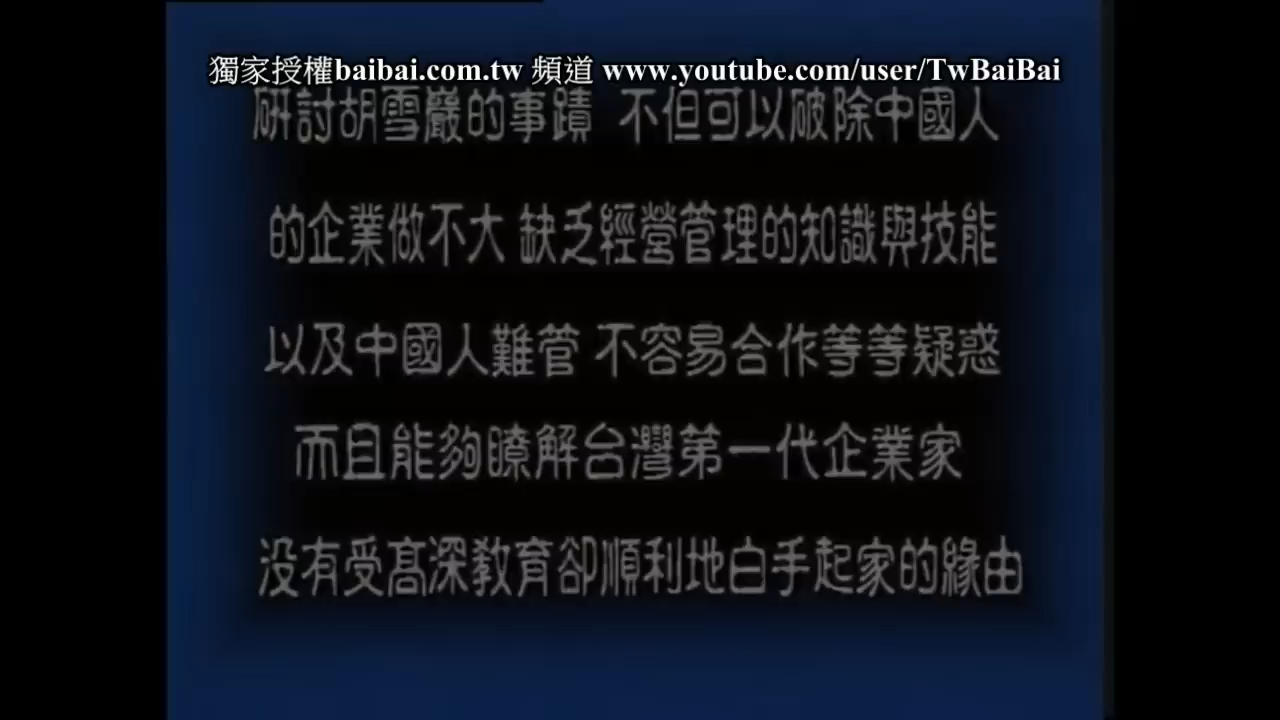 獨家授權baibai.com.tw 頻道 www.youtube.com/user/TwBaiBai
研討胡雪巖的事蹟 不但可以破除中國人
的企業做不大 缺乏經營管理的知識與技能
以及中國人難管 不容易合作等等疑惑
而且能夠瞭解台灣第一代企業家
沒有受高深教育卻順利地白手起家的緣由